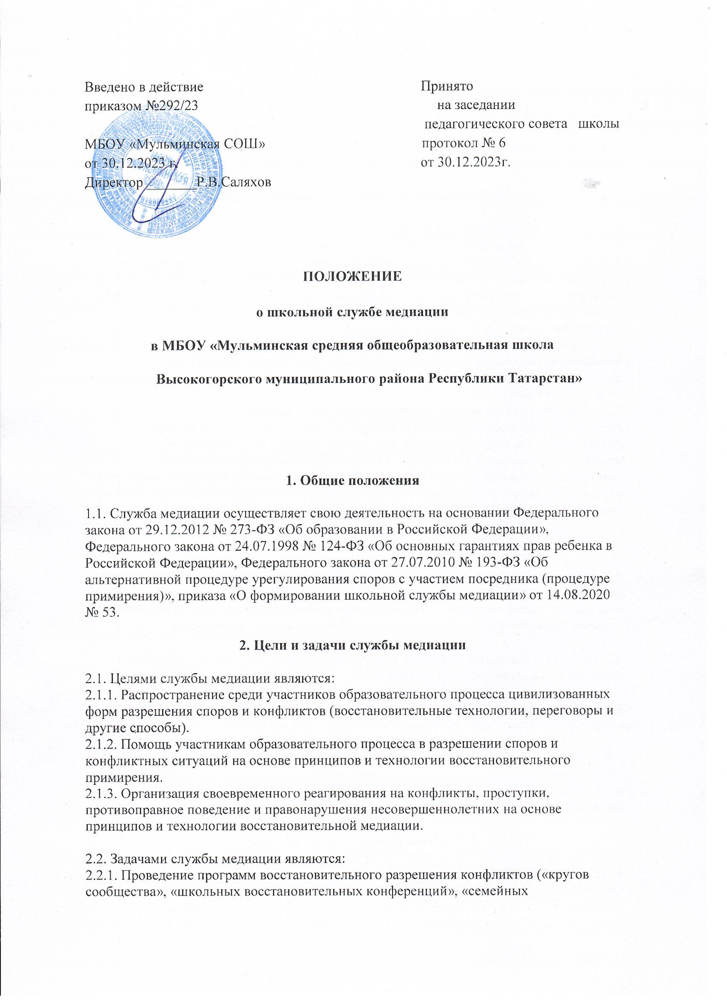 Введено в действие
приказом №292/23
МБОУ «Мульминская СОШ»
от 30.12.2023 г.
Директор _______Р.В.Саляхов
Принято
на заседании
педагогического совета школы
протокол № 6
от 30.12.2023г.
ПОЛОЖЕНИЕ
о школьной службе медиации
в МБОУ «Мульминская средняя общеобразовательная школа
Высокогорского муниципального района Республики Татарстан»
1. Общие положения
1.1. Служба медиации осуществляет свою деятельность на основании Федерального
закона от 29.12.2012 № 273-ФЗ «Об образовании в Российской Федерации»,
Федерального закона от 24.07.1998 № 124-ФЗ «Об основных гарантиях прав ребенка в
Российской Федерации», Федерального закона от 27.07.2010 № 193-ФЗ «Об
альтернативной процедуре урегулирования споров с участием посредника (процедуре
примирения)», приказа «О формировании школьной службы медиации» от 14.08.2020
№ 53.
2. Цели и задачи службы медиации
2.1. Целями службы медиации являются:
2.1.1. Распространение среди участников образовательного процесса цивилизованных
форм разрешения споров и конфликтов (восстановительные технологии, переговоры и
другие способы).
2.1.2. Помощь участникам образовательного процесса в разрешении споров и
конфликтных ситуаций на основе принципов и технологии восстановительного
примирения.
2.1.3. Организация своевременного реагирования на конфликты, проступки,
противоправное поведение и правонарушения несовершеннолетних на основе
принципов и технологии восстановительной медиации.
2.2. Задачами службы медиации являются:
2.2.1. Проведение программ восстановительного разрешения конфликтов («кругов
сообщества», «школьных восстановительных конференций», «семейных